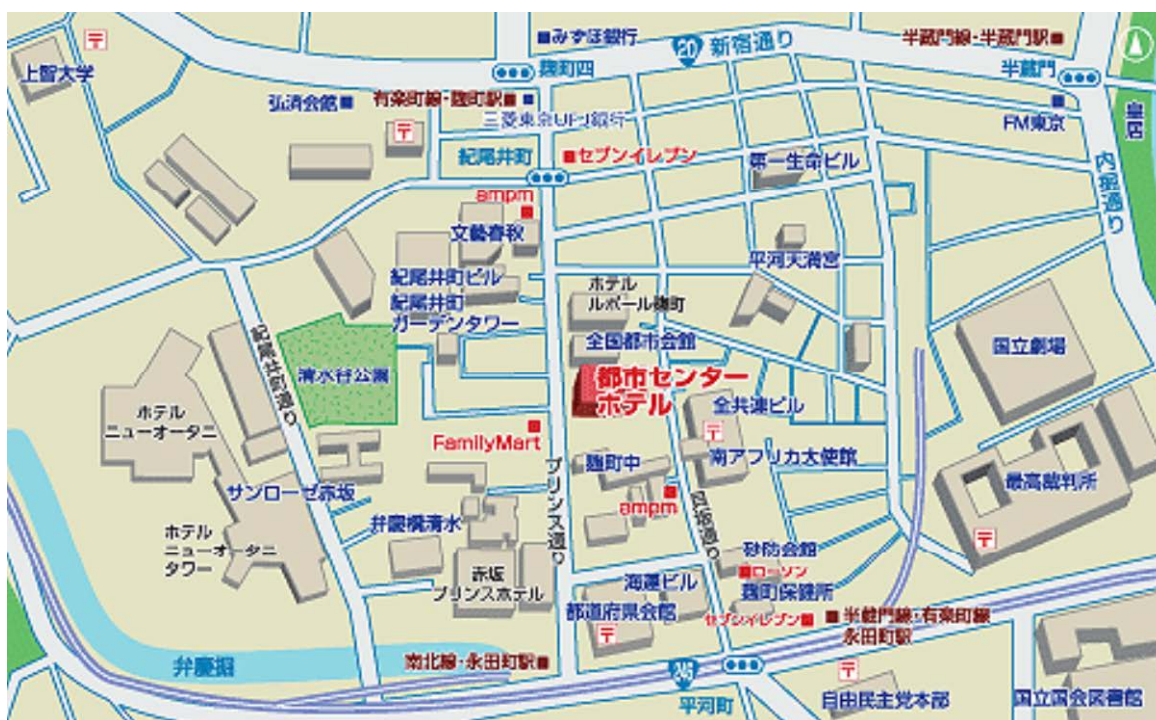 みずほ銀行
20 新宿通り
半蔵門線・半蔵門駅
上智大学
麹町四
半蔵門
弘済会館
有楽町線・麹町駅
三菱東京UFJ銀行
FM東京
皇居
紀尾井町
セブンイレブン
第一生命ビル
内堀通り
ampm
文藝春秋
平河天満宮
紀尾井町ビル
ホテル
ルポール麹町
紀尾井町
ガーデンタワー
全国都市会館
国立劇場
紀尾井町通り
清水谷公園
都市センター
ホテル
全共連ビル
ホテル
ニューオータニ
FamilyMart
麹町中
南アフリカ大使館
最高裁判所
プリンス通り
サンローゼ赤坂
ampm
弁慶橋清水
ホテル
ニューオータニ
タワー
赤坂
プリンスホテル
砂防会館
ローソン
海運ビル
麹町保健所
都道府県会館
セブンイレブン
半蔵門線・有楽町線
永田町駅
弁慶掘
南北線・永田町駅
246
平河町
自由民主党本部
国立国会図書館